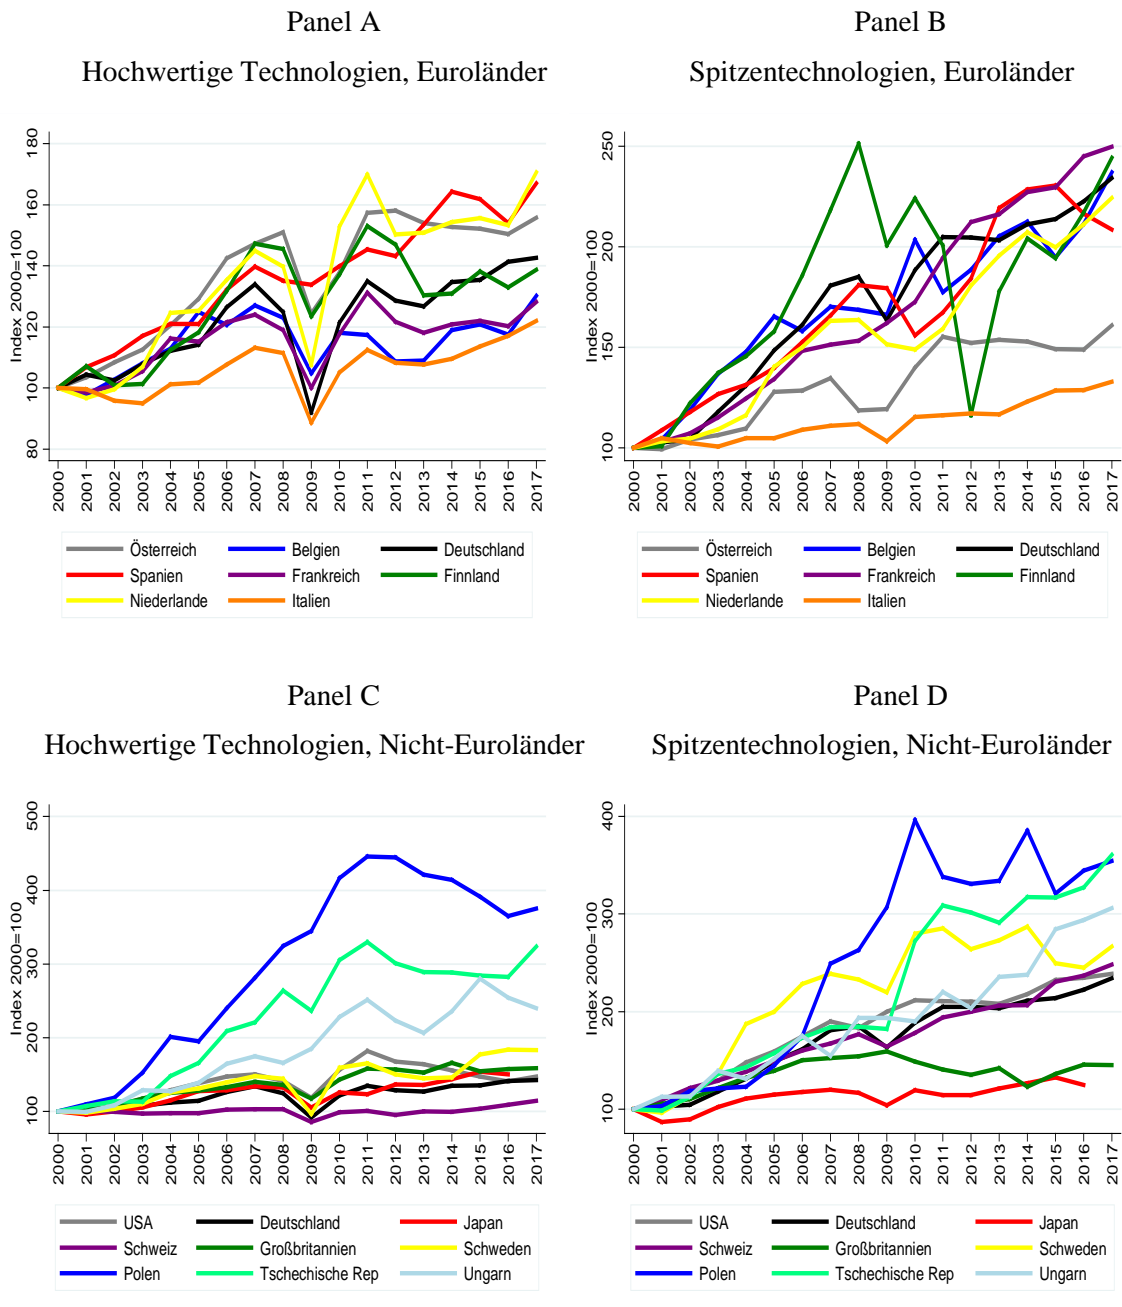 Panel A
Hochwertige Technologien, Euroländer
Index 2000=100
180
160
140
120
100
80
2000 2001 2002 2003 2004 2005 2006 2007 2008 2009 2010 2011 2012 2013 2014 2015 2016 2017
Österreich Belgien Deutschland
Spanien Frankreich Finnland
Niederlande Italien
Panel B
Spitzentechnologien, Euroländer
Index 2000=100
250
200
150
100
2000 2001 2002 2003 2004 2005 2006 2007 2008 2009 2010 2011 2012 2013 2014 2015 2016 2017
Österreich Belgien Deutschland
Spanien Frankreich Finnland
Niederlande Italien
Panel C
Hochwertige Technologien, Nicht-Euroländer
Index 2000=100
500
400
300
200
100
2000 2001 2002 2003 2004 2005 2006 2007 2008 2009 2010 2011 2012 2013 2014 2015 2016 2017
USA Deutschland Japan
Schweiz Großbritannien Schweden
Polen Tschechische Rep Ungarn
Panel D
Spitzentechnologien, Nicht-Euroländer
Index 2000=100
400
300
200
100
2000 2001 2002 2003 2004 2005 2006 2007 2008 2009 2010 2011 2012 2013 2014 2015 2016 2017
USA Deutschland Japan
Schweiz Großbritannien Schweden
Polen Tschechische Rep Ungarn